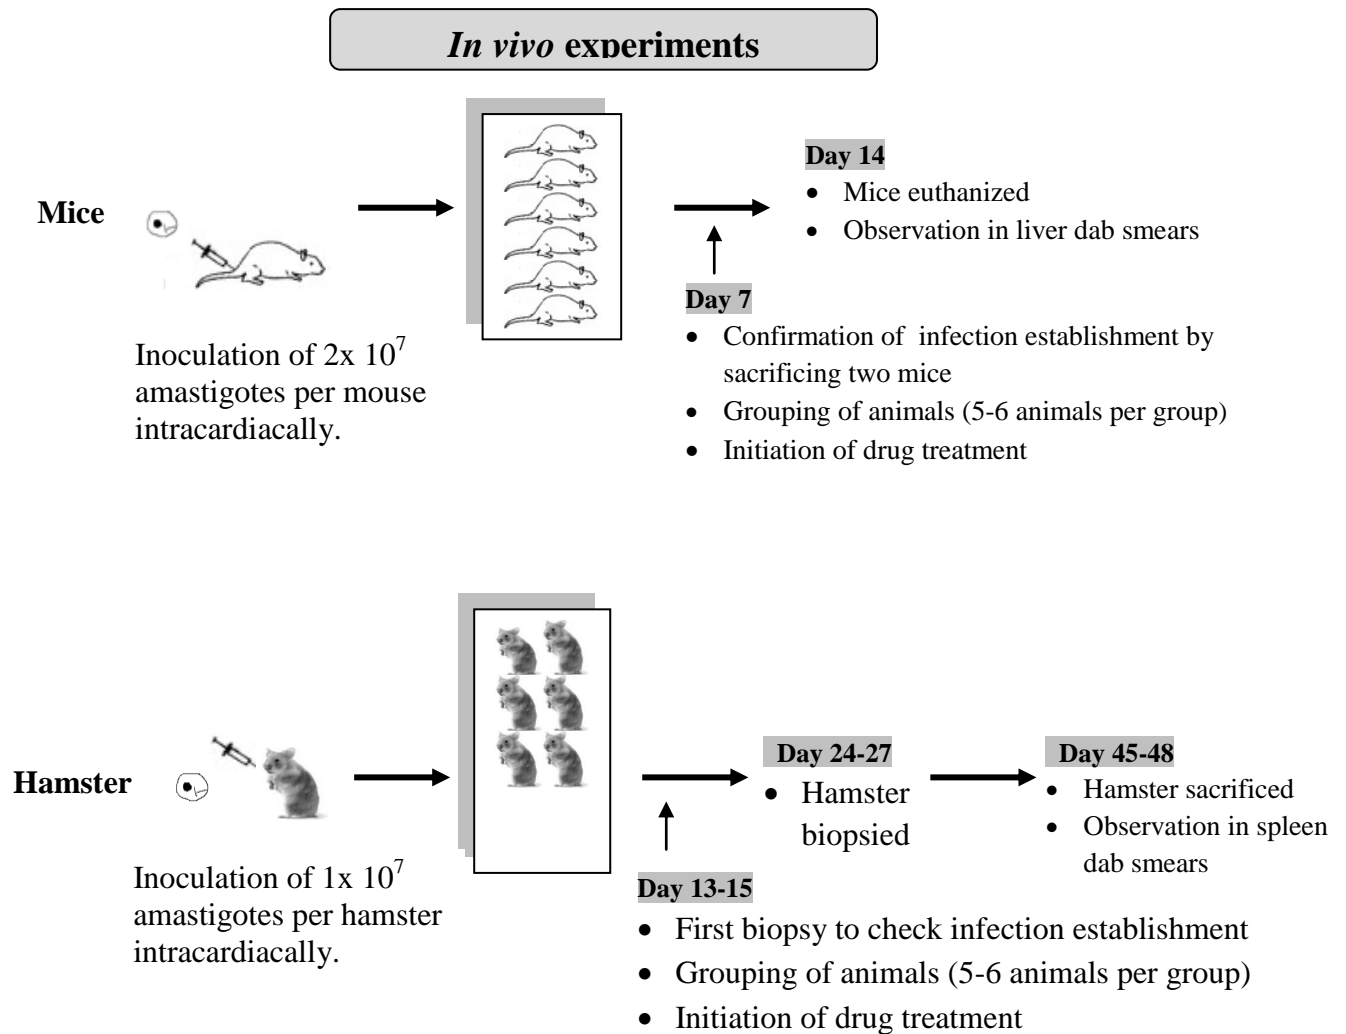 In vivo experiments
Day 14
• Mice euthanized
• Observation in liver dab smears
Mice
Inoculation of 2x 10⁷
amastigotes per mouse
intracardiacally.
Day 7
• Confirmation of infection establishment by
sacrificing two mice
• Grouping of animals (5-6 animals per group)
• Initiation of drug treatment
Hamster
Inoculation of 1x 10⁷
amastigotes per hamster
intracardiacally.
Day 13-15
• First biopsy to check infection establishment
• Grouping of animals (5-6 animals per group)
• Initiation of drug treatment
Day 24-27
• Hamster
biopsied
Day 45-48
• Hamster sacrificed
• Observation in spleen
dab smears